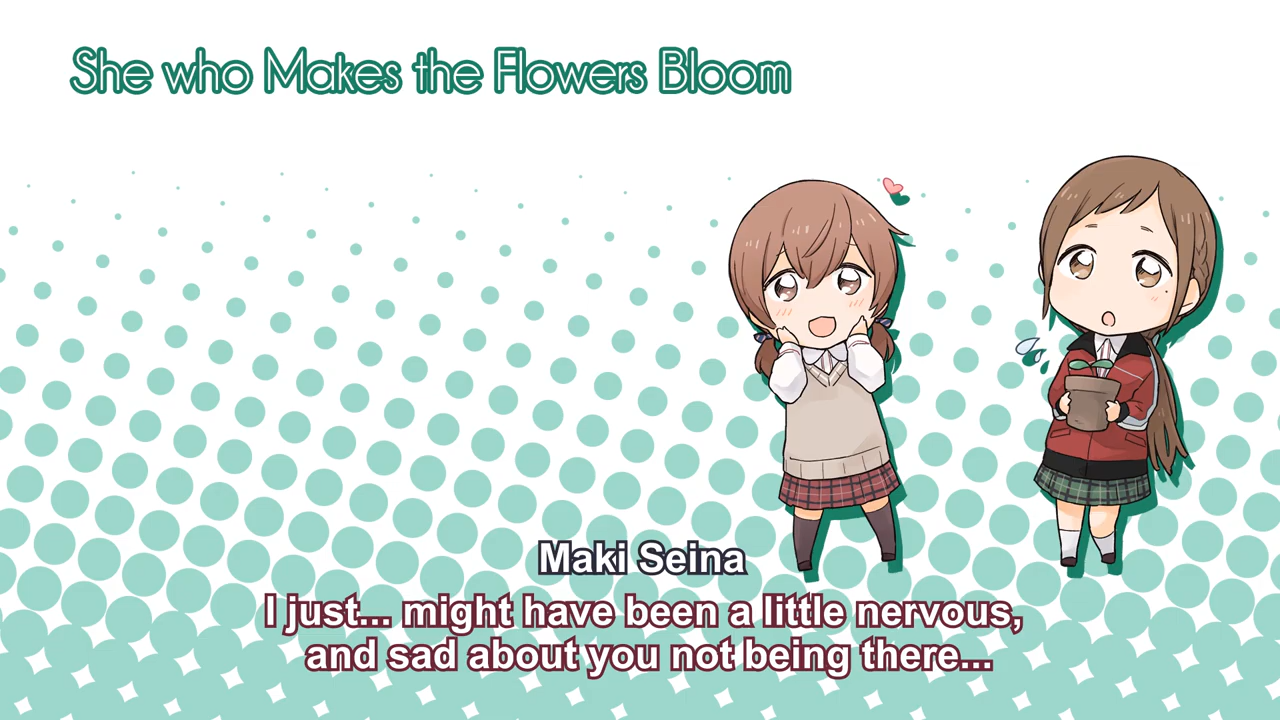 She who Makes the Flowers Bloom
Maki Seina
I just... might have been a little nervous,
and sad about you not being there...